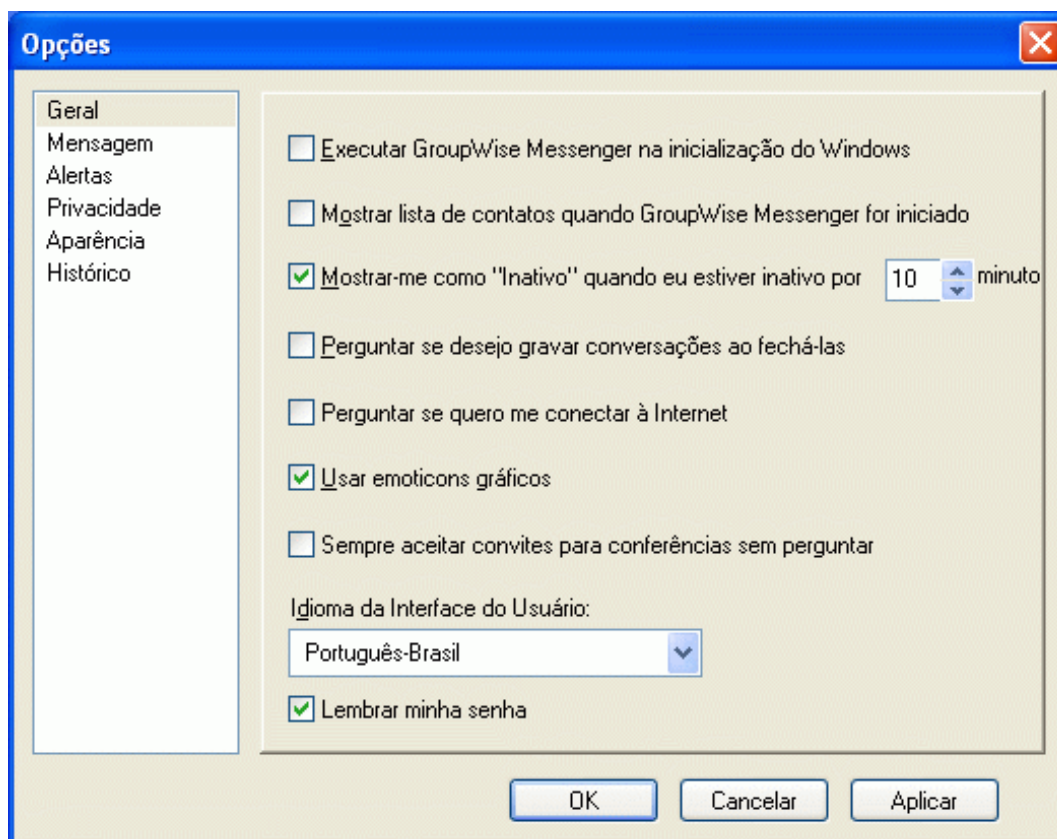 Opções
Geral
Mensagem
Alertas
Privacidade
Aparência
Histórico
Executar GroupWise Messenger na inicialização do Windows
Mostrar lista de contatos quando GroupWise Messenger for iniciado
Mostrar-me como "Inativo" quando eu estiver inativo por 10 minuto
Perguntar se desejo gravar conversações ao fechá-las
Perguntar se quero me conectar à Internet
Usar emoticons gráficos
Sempre aceitar convites para conferências sem perguntar
Idioma da Interface do Usuário:
Português-Brasil
Lembrar minha senha
OK Cancelar Aplicar